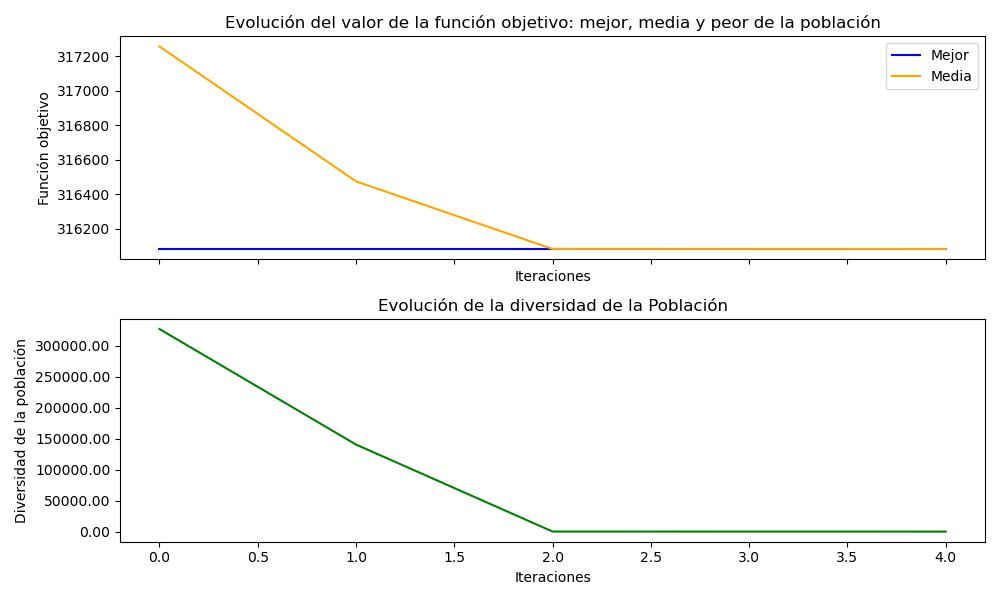 Evolución del valor de la función objetivo: mejor, media y peor de la población
Función objetivo
317200
317000
316800
316600
316400
316200
Mejor
Media
Iteraciones
Evolución de la diversidad de la Población
Diversidad de la población
300000.00
250000.00
200000.00
150000.00
100000.00
50000.00
0.00
0.0 0.5 1.0 1.5 2.0 2.5 3.0 3.5 4.0
Iteraciones